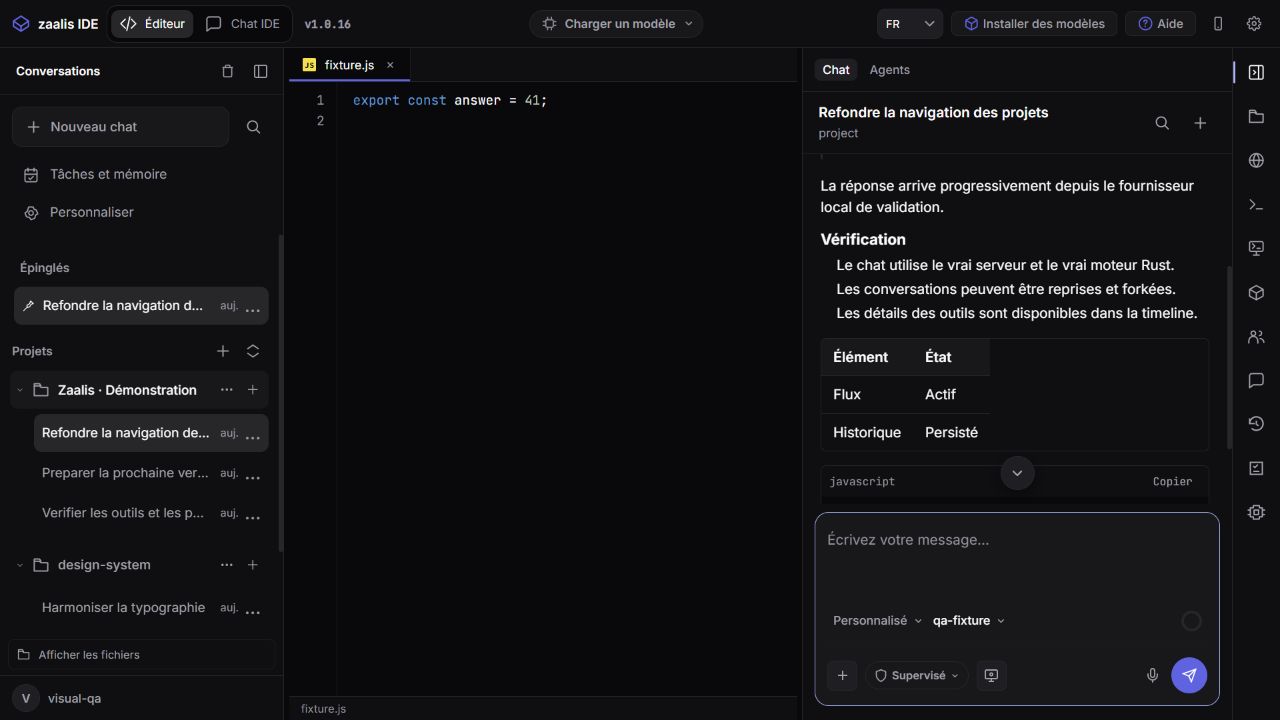 zaalis IDE
Éditeur
Chat IDE
v1.0.16
Charger un modèle
FR
Installer des modèles
Aide
Conversations
Nouveau chat
Tâches et mémoire
Personnaliser
Épinglés
Refondre la navigation d... auj. ...
Projets
Zaalis · Démonstration ...
Refondre la navigation de... auj. ...
Preparer la prochaine ver... auj. ...
Verifier les outils et les p... auj. ...
design-system ...
Harmoniser la typographie auj. ...
Afficher les fichiers
V visual-qa
JS fixture.js ×
1 export const answer = 41;
2
fixture.js
Chat
Agents
Refondre la navigation des projets
project
La réponse arrive progressivement depuis le fournisseur
local de validation.
Vérification
Le chat utilise le vrai serveur et le vrai moteur Rust.
Les conversations peuvent être reprises et forkées.
Les détails des outils sont disponibles dans la timeline.
Élément État
Flux Actif
Historique Persisté
javascript Copier
Écrivez votre message...
Personnalisé qa-fixture
Supervisé